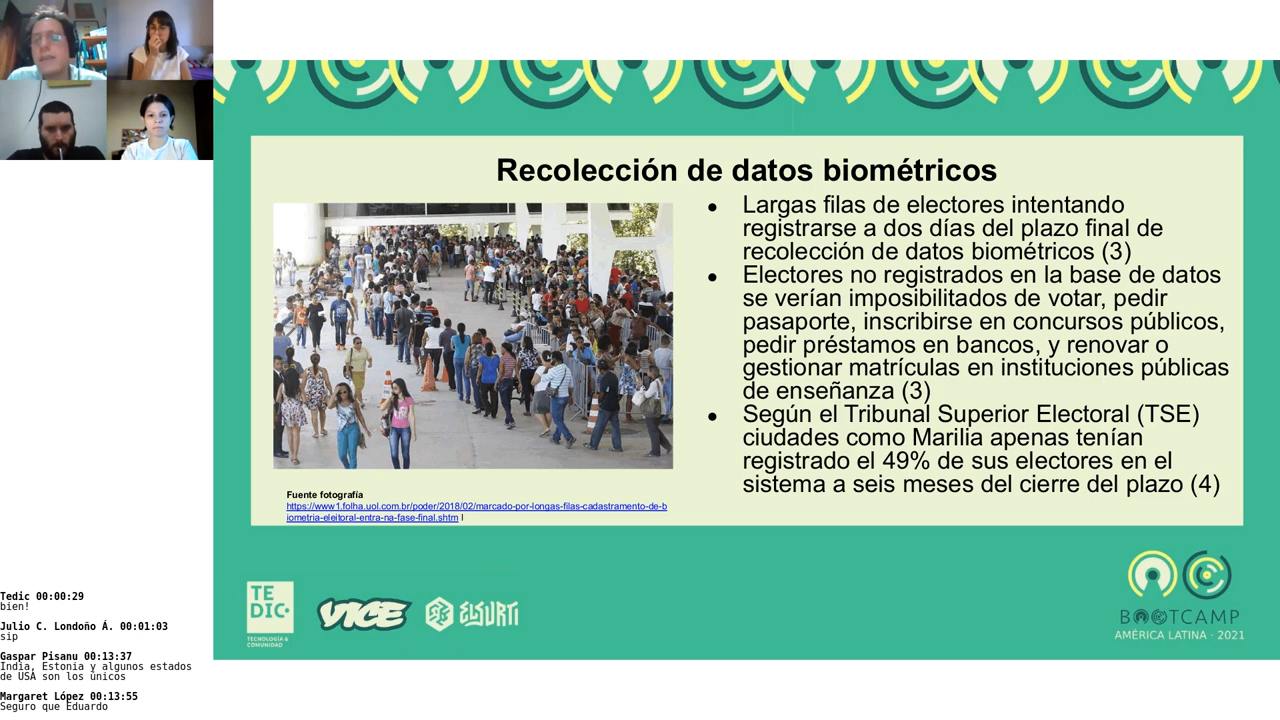 Recolección de datos biométricos
● Largas filas de electores intentando
registrarse a dos días del plazo final de
recolección de datos biométricos (3)
● Electores no registrados en la base de datos
se verían imposibilitados de votar, pedir
pasaporte, inscribirse en concursos públicos,
pedir préstamos en bancos, y renovar o
gestionar matrículas en instituciones públicas
de enseñanza (3)
● Según el Tribunal Superior Electoral (TSE)
ciudades como Marilia apenas tenían
registrado el 49% de sus electores en el
sistema a seis meses del cierre del plazo (4)
Fuente fotografía
https://www1.folha.uol.com.br/poder/2018/02/marcado-por-longas-filas-cadastramento-de-b
iometria-eleitoral-entra-na-fase-final.shtm l
TE
DIC
TECNOLOGÍA &
COMUNIDAD
VICE
ELSURTI
BOOTCAMP
AMÉRICA LATINA · 2021
Tedic 00:00:29
bien!
Julio C. Londoño Á. 00:01:03
sip
Gaspar Pisanu 00:13:37
India, Estonia y algunos estados
de USA son los únicos
Margaret López 00:13:55
Seguro que Eduardo